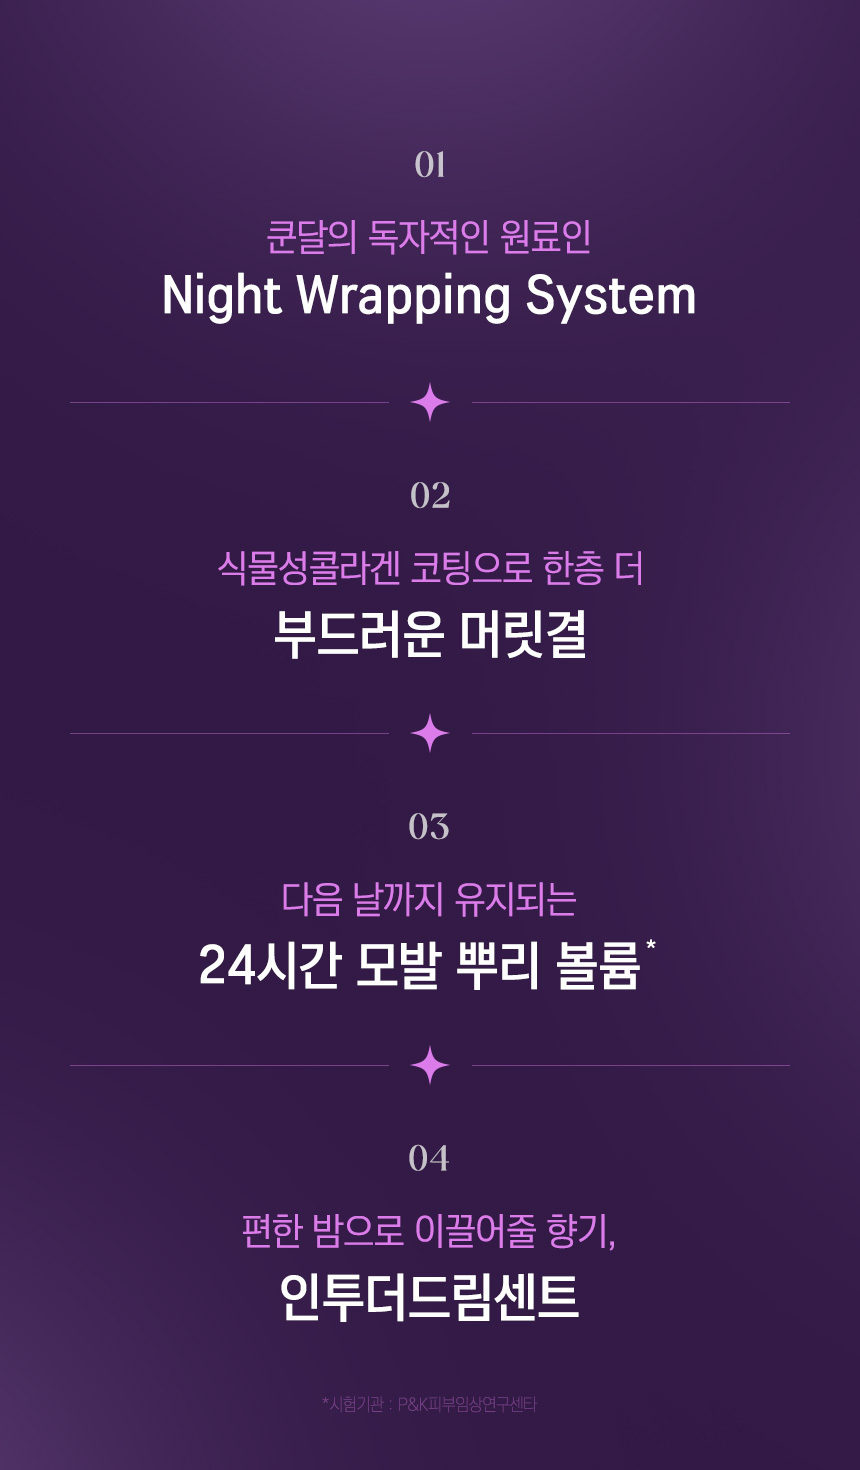 01
쿤달의 독자적인 원료인
Night Wrapping System
02
식물성콜라겐 코팅으로 한층 더
부드러운 머릿결
03
다음 날까지 유지되는
24시간 모발 뿌리 볼륨*
04
편한 밤으로 이끌어줄 향기,
인투더드림센트
*시험기관 : P&K피부임상연구센타